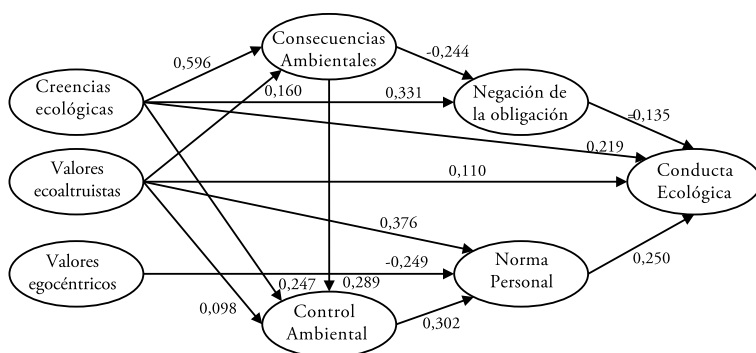 Consecuencias
Ambientales
-0,244
0,596
Creencias
ecológicas
0,160
0,331
Negación de
la obligación
-0,135
0,219
Valores
ecoaltruistas
0,110
Conducta
Ecológica
0,376
Valores
egocéntricos
-0,249
Norma
Personal
0,250
0,247
0,289
0,098
Control
Ambiental
0,302